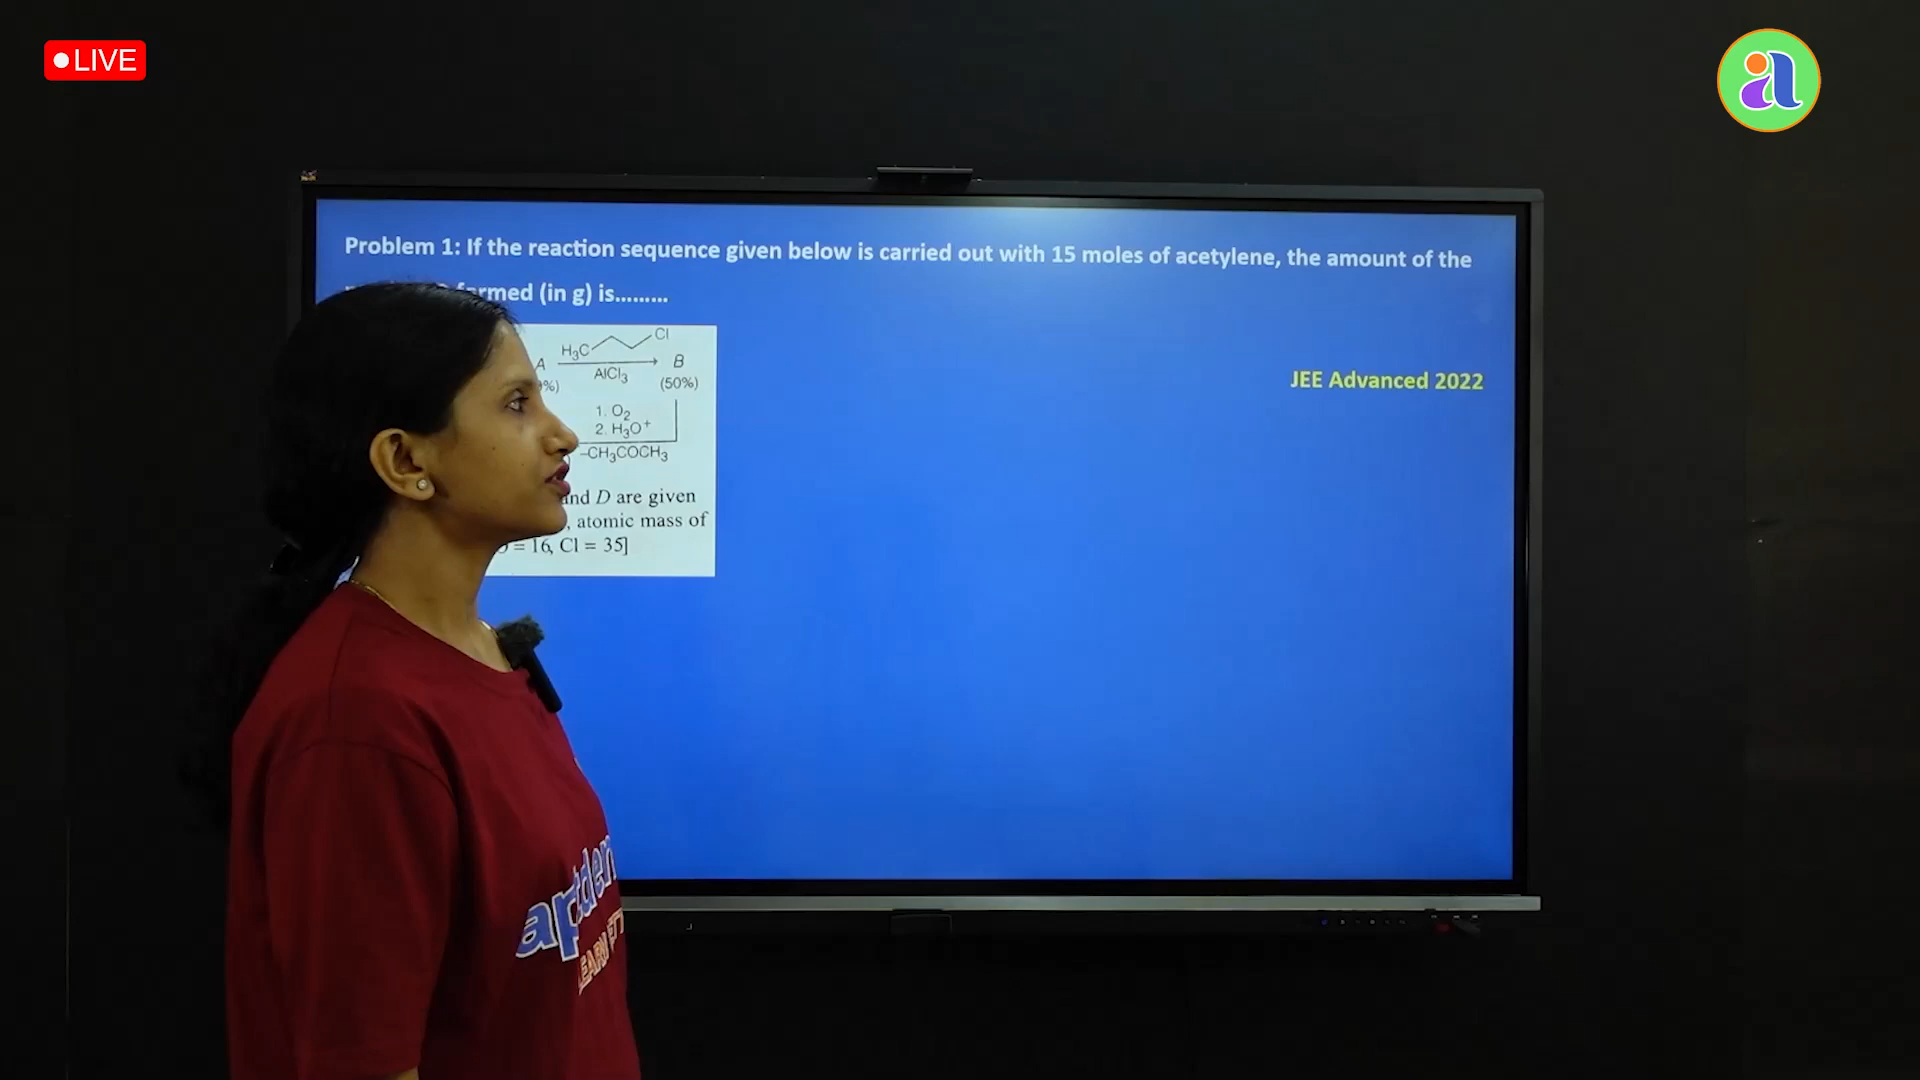 LIVE
a
Problem 1: If the reaction sequence given below is carried out with 15 moles of acetylene, the amount of the
formed (in g) is.........
H₃C Cl
A AlCl₃ B
%) (50%)
1. O₂
2. H₃O⁺
–CH₃COCH₃
and D are given
, atomic mass of
= 16, Cl = 35]
JEE Advanced 2022